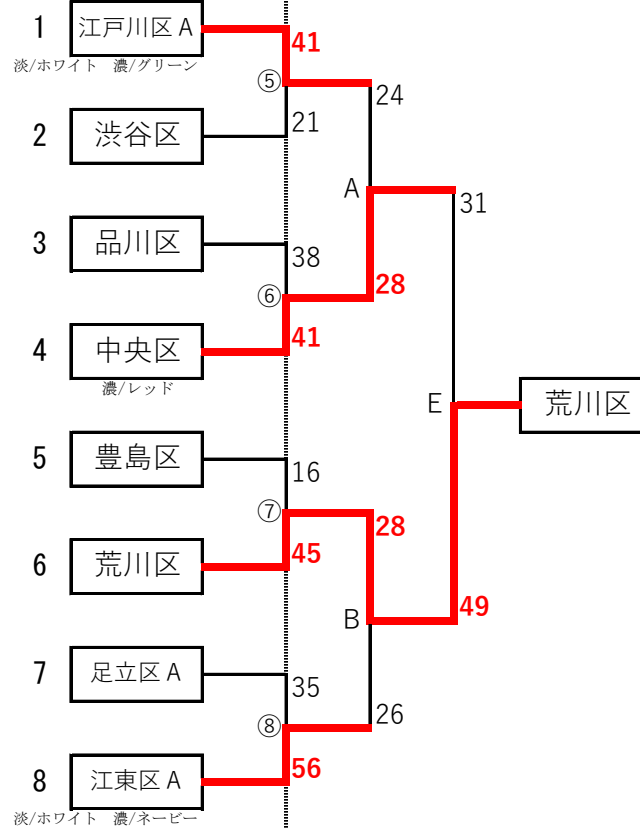 1 江戸川区 A
41
淡/ホワイト 濃/グリーン
⑤
24
21
2 渋谷区
A
31
3 品川区
38
⑥
28
41
4 中央区
濃/レッド
E
荒川区
5 豊島区
16
⑦
28
45
6 荒川区
49
B
7 足立区 A
35
26
⑧
56
8 江東区 A
淡/ホワイト 濃/ネービー